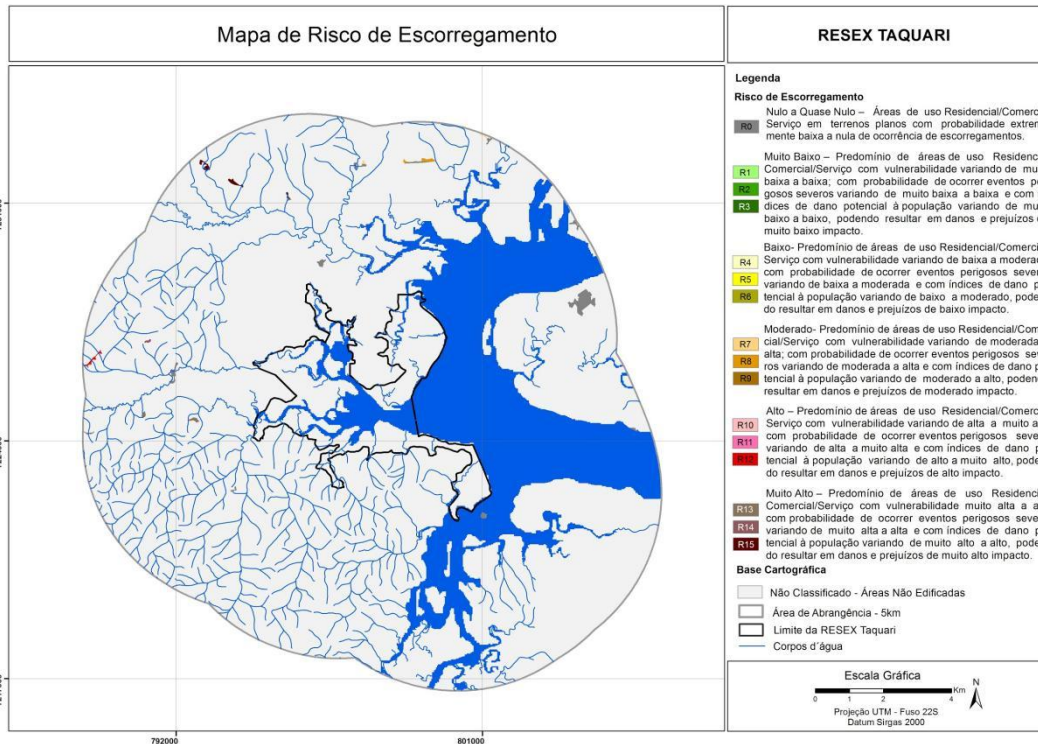 Mapa de Risco de Escorregamento
RESEX TAQUARI
Legenda
Risco de Escorregamento
Nulo a Quase Nulo – Áreas de uso Residencial/Comerc
R0
Serviço em terrenos planos com probabilidade extrem
mente baixa a nula de ocorrência de escorregamentos.
Muito Baixo – Predomínio de áreas de uso Residenc
R1 Comercial/Serviço com vulnerabilidade variando de mu
R2 baixa a baixa; com probabilidade de ocorrer eventos pe
gosos severos variando de muito baixa a baixa e com
R3 dices de dano potencial à população variando de mu
baixo a baixo, podendo resultar em danos e prejuízos
muito baixo impacto.
Baixo- Predomínio de áreas de uso Residencial/Comerci
R4 Serviço com vulnerabilidade variando de baixa a moderad
R5 com probabilidade de ocorrer eventos perigosos sever
variando de baixa a moderada e com índices de dano p
R6 tencial à população variando de baixo a moderado, pode
do resultar em danos e prejuízos de baixo impacto.
Moderado- Predomínio de áreas de uso Residencial/Com
R7 cial/Serviço com vulnerabilidade variando de moderada
R8 alta; com probabilidade de ocorrer eventos perigosos sev
ros variando de moderada a alta e com índices de dano p
R9 tencial à população variando de moderado a alto, poden
resultar em danos e prejuízos de moderado impacto.
Alto – Predomínio de áreas de uso Residencial/Comerc
R10 Serviço com vulnerabilidade variando de alta a muito a
R11 com probabilidade de ocorrer eventos perigosos seve
variando de alta a muito alta e com índices de dano p
R12 tencial à população variando de alto a muito alto, pode
do resultar em danos e prejuízos de alto impacto.
Muito Alto – Predomínio de áreas de uso Residenc
R13 Comercial/Serviço com vulnerabilidade muito alta a a
R14 com probabilidade de ocorrer eventos perigosos seve
variando de muito alta a alta e com índices de dano p
R15 tencial à população variando de muito alto a alto, pode
do resultar em danos e prejuízos de muito alto impacto.
Base Cartográfica
Não Classificado - Áreas Não Edificadas
Área de Abrangência - 5km
Limite da RESEX Taquari
Corpos d´água
Escala Gráfica
Km
N
0 1 2 4
Projeção UTM - Fuso 22S
Datum Sirgas 2000
792000
801000